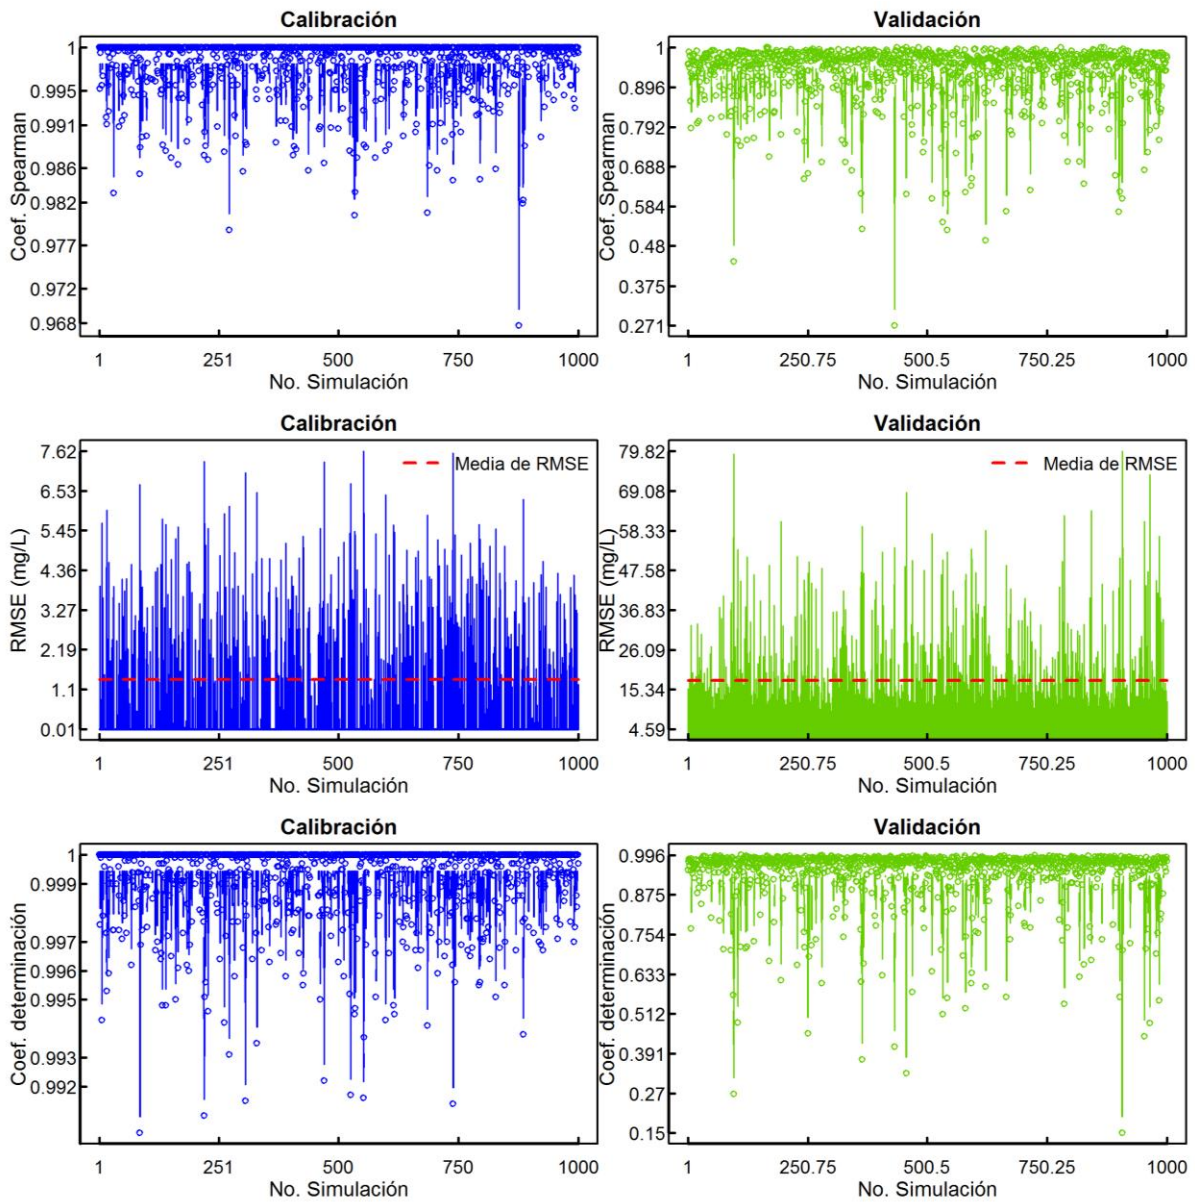 Calibración
Coef. Spearman
1
0.995
0.991
0.986
0.982
0.977
0.972
0.968
1 251 500 750 1000
No. Simulación
Validación
Coef. Spearman
1
0.896
0.792
0.688
0.584
0.48
0.375
0.271
1 250.75 500.5 750.25 1000
No. Simulación
Calibración
RMSE (mg/L)
7.62
6.53
5.45
4.36
3.27
2.19
1.1
0.01
Media de RMSE
1 251 500 750 1000
No. Simulación
Validación
RMSE (mg/L)
79.82
69.08
58.33
47.58
36.83
26.09
15.34
4.59
Media de RMSE
1 250.75 500.5 750.25 1000
No. Simulación
Calibración
Coef. determinación
1
0.999
0.997
0.996
0.995
0.993
0.992
1 251 500 750 1000
No. Simulación
Validación
Coef. determinación
0.996
0.875
0.754
0.633
0.512
0.391
0.27
0.15
1 250.75 500.5 750.25 1000
No. Simulación